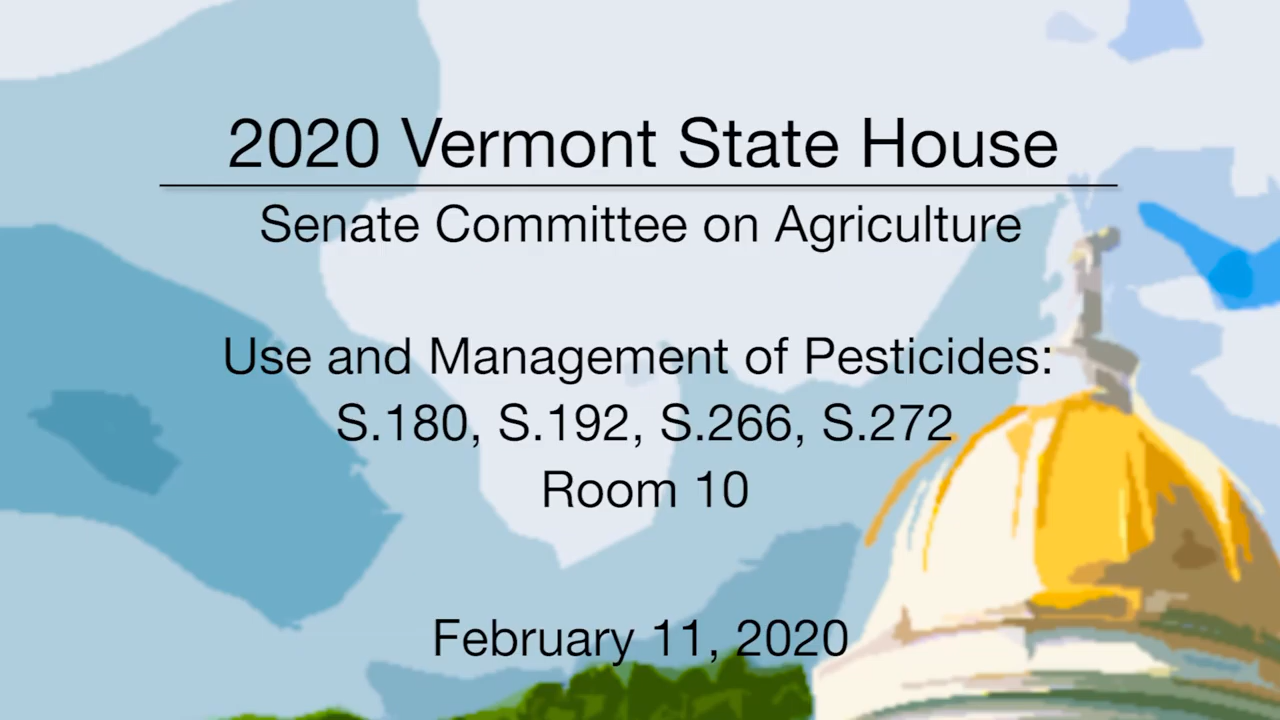 2020 Vermont State House
Senate Committee on Agriculture
Use and Management of Pesticides:
S.180, S.192, S.266, S.272
Room 10
February 11, 2020